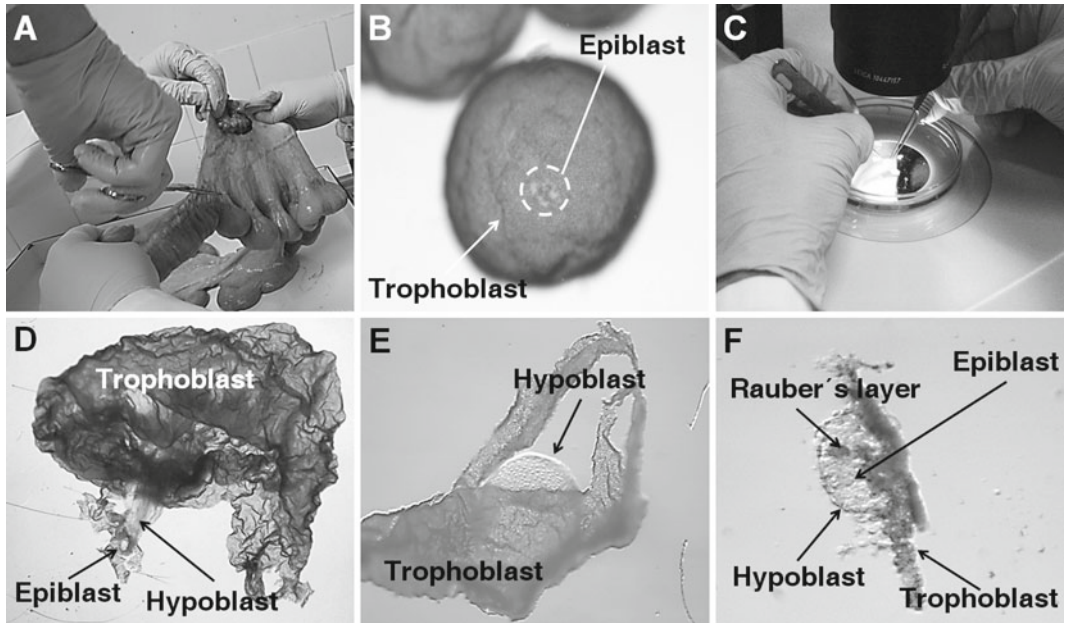 A
B
Epiblast
Trophoblast
C
D
Trophoblast
Epiblast
Hypoblast
E
Hypoblast
Trophoblast
F
Epiblast
Rauber´s layer
Hypoblast
Trophoblast